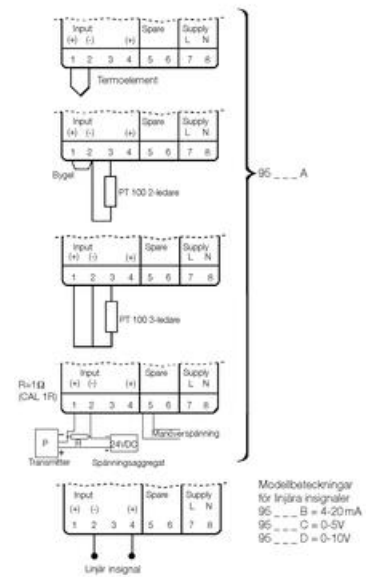 Input Spare Supply
(+) (-) (+) L N
1 2 3 4 5 6 7 8
Termoelement
Input Spare Supply
(+) (-) (+) L N
1 2 3 4 5 6 7 8
Bygel
PT 100 2-ledare
95 _ _ _ A
Input Spare Supply
(+) (-) (+) L N
1 2 3 4 5 6 7 8
PT 100 3-ledare
Input Spare Supply
(+) (-) (+) L N
R=1Ω
(CAL 1R)
1 2 3 4 5 6 7 8
Manöverspänning
P
R
24VDC
Transmitter Spänningsaggregat
Input Spare Supply
(+) (-) (+) L N
1 2 3 4 5 6 7 8
Linjär insignal
Modellbeteckningar
för linjära insignaler
95 _ _ _ B = 4-20mA
95 _ _ _ C = 0-5V
95 _ _ _ D = 0-10V